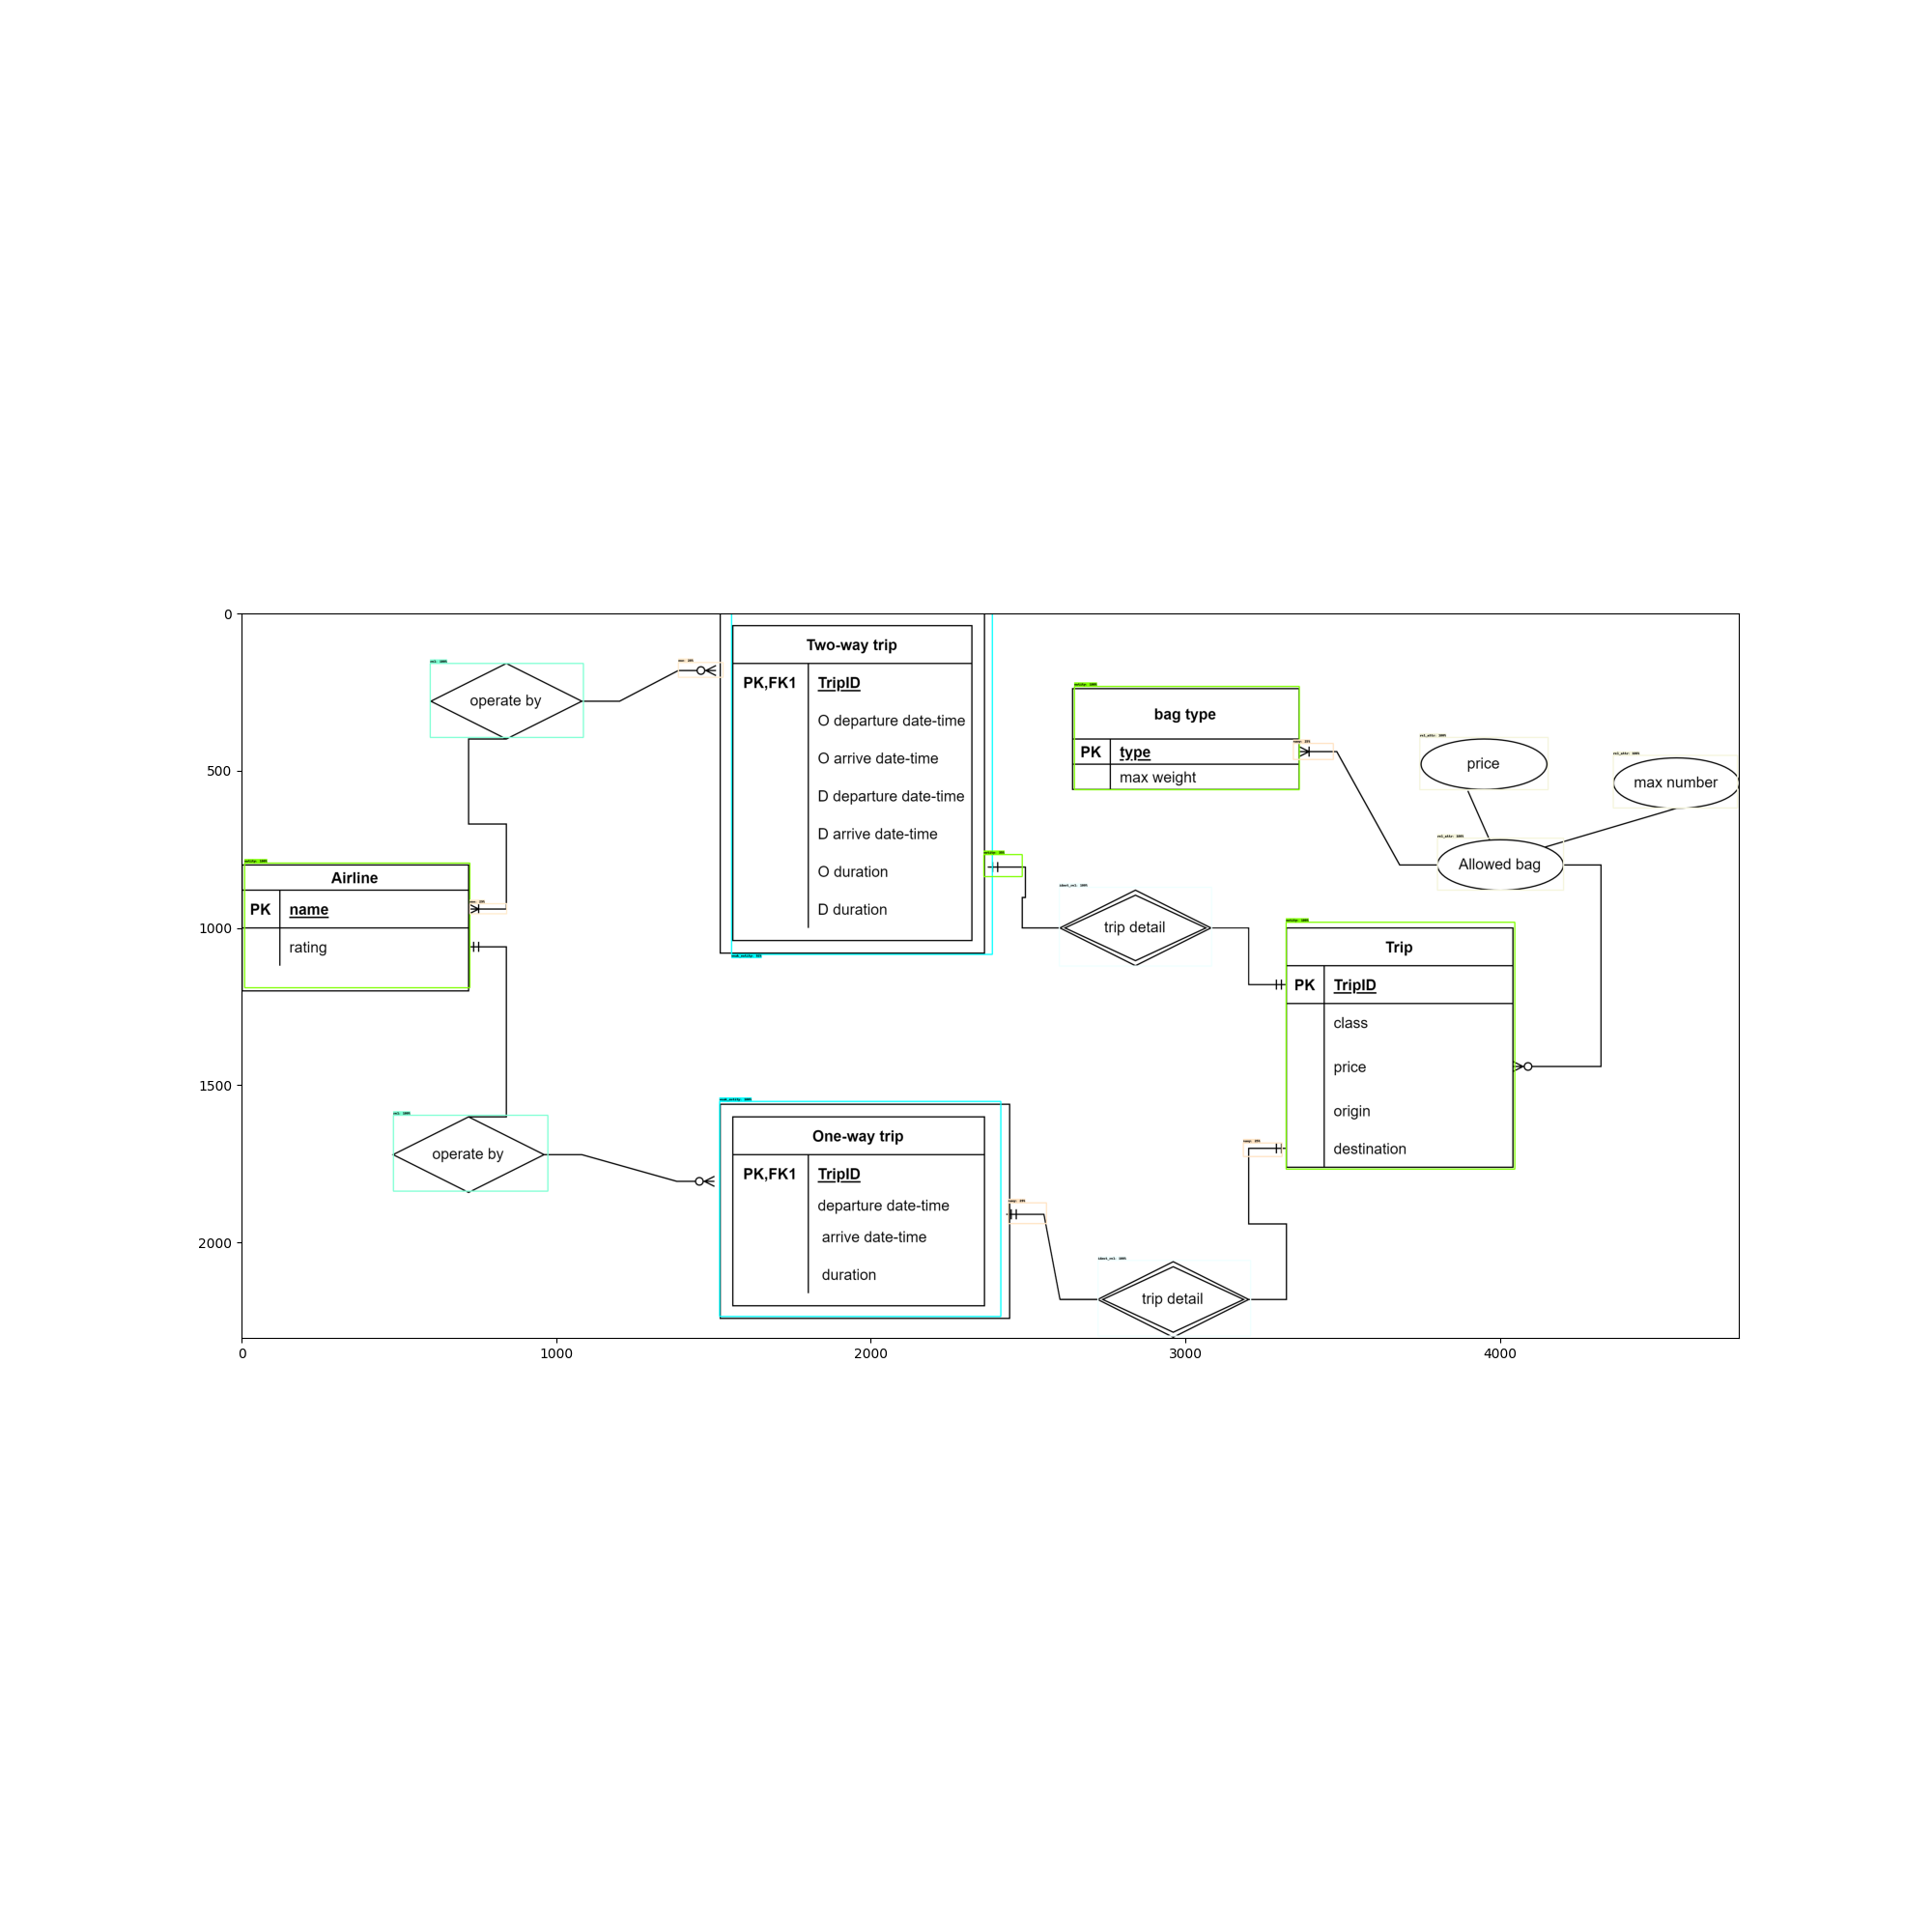 0
500
1000
1500
2000
0
1000
2000
3000
4000
operate by
Two-way trip
PK,FK1 TripID
O departure date-time
O arrive date-time
D departure date-time
D arrive date-time
O duration
D duration
bag type
PK type
max weight
price
max number
Allowed bag
Airline
PK name
rating
trip detail
Trip
PK TripID
class
price
origin
destination
operate by
One-way trip
PK,FK1 TripID
departure date-time
arrive date-time
duration
trip detail